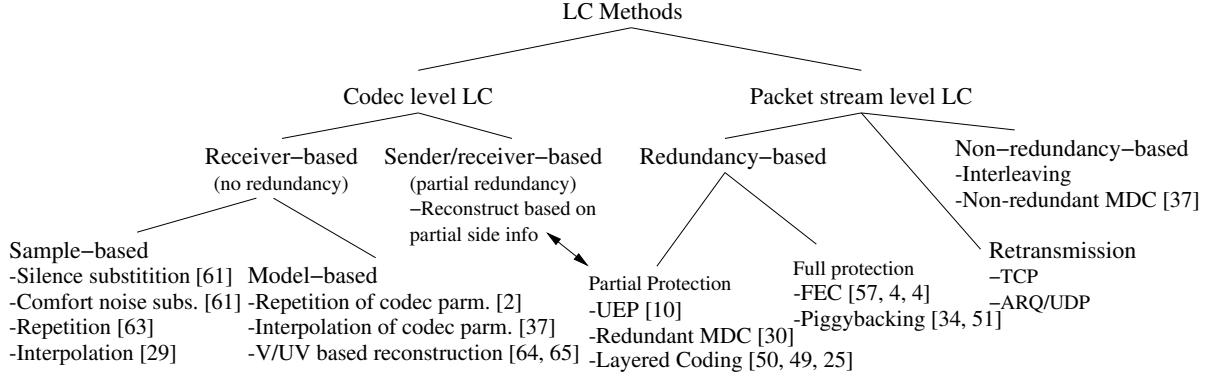 LC Methods
Codec level LC
Packet stream level LC
Receiver−based
(no redundancy)
Sender/receiver−based
(partial redundancy)
−Reconstruct based on
partial side info
Redundancy−based
Non−redundancy−based
-Interleaving
-Non-redundant MDC [37]
Sample−based
-Silence substitition [61]
-Comfort noise subs. [61]
-Repetition [63]
-Interpolation [29]
Model−based
-Repetition of codec parm. [2]
-Interpolation of codec parm. [37]
-V/UV based reconstruction [64, 65]
Partial Protection
-UEP [10]
-Redundant MDC [30]
-Layered Coding [50, 49, 25]
Full protection
-FEC [57, 4, 4]
-Piggybacking [34, 51]
Retransmission
−TCP
−ARQ/UDP